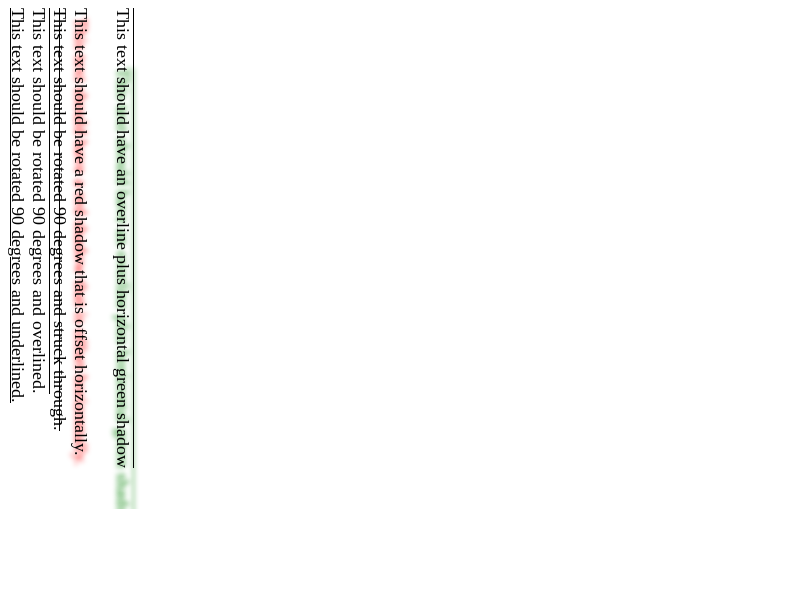 This text should have an overline plus horizontal green shadow
This text should have a red shadow that is offset horizontally.
This text should be rotated 90 degrees and struck through.
This text should be rotated 90 degrees and overlined.
This text should be rotated 90 degrees and underlined.